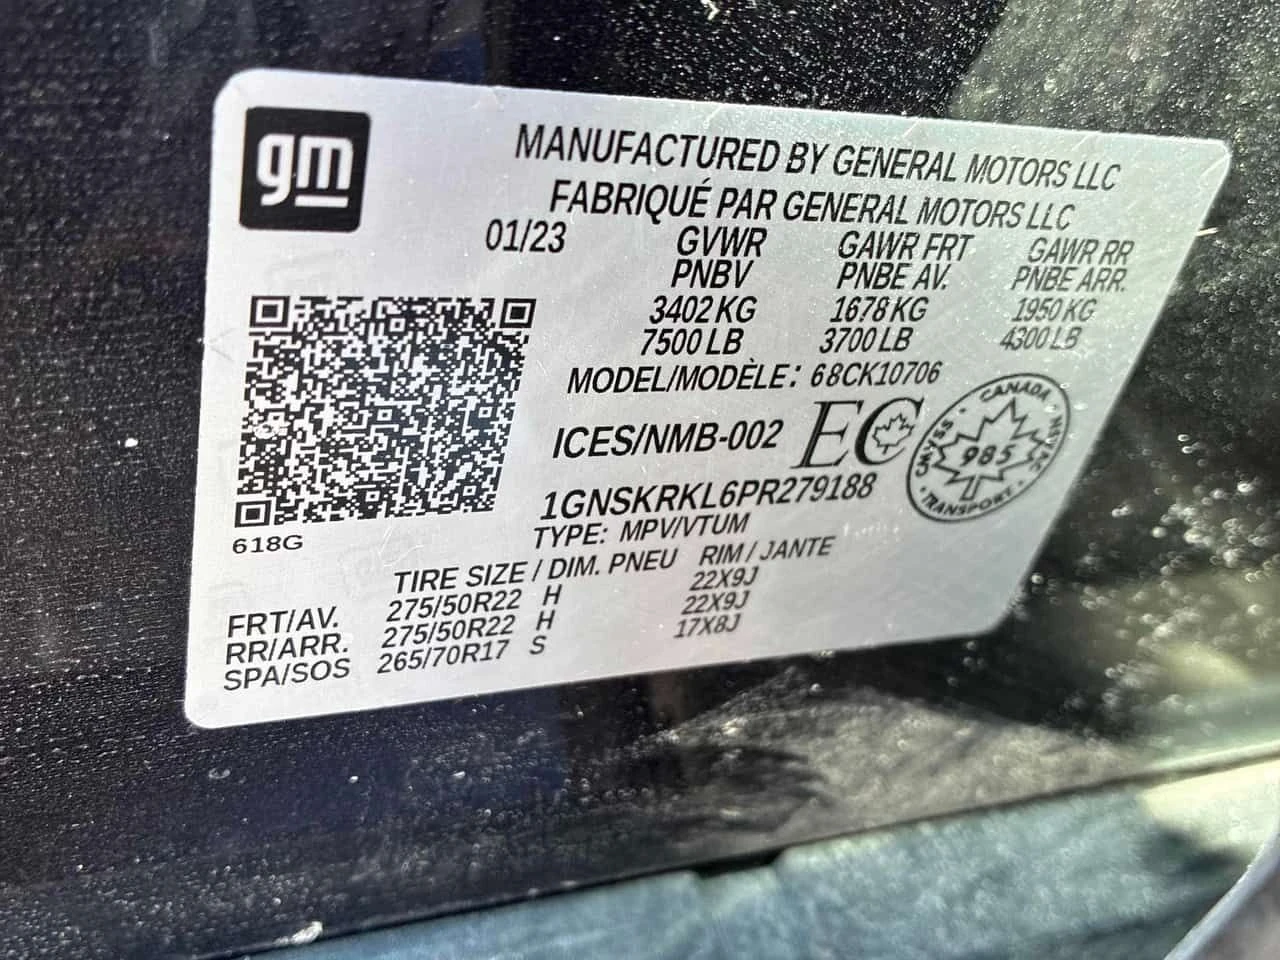 gm
MANUFACTURED BY GENERAL MOTORS LLC
FABRIQUÉ PAR GENERAL MOTORS LLC
01/23 GVWR GAWR FRT GAWR RR
PNBV PNBE AV. PNBE ARR.
3402 KG 1678 KG 1950 KG
7500 LB 3700 LB 4300 LB
MODEL/MODÈLE: 68CK10706
ICES/NMB-002 EC
CANADA · NSVAC · TRANSPORT · CMVSS
985
1GNSKRKL6PR279188
TYPE: MPV/VTUM
618G
TIRE SIZE / DIM. PNEU RIM / JANTE
FRT/AV. 275/50R22 H 22X9J
RR/ARR. 275/50R22 H 22X9J
SPA/SOS 265/70R17 S 17X8J